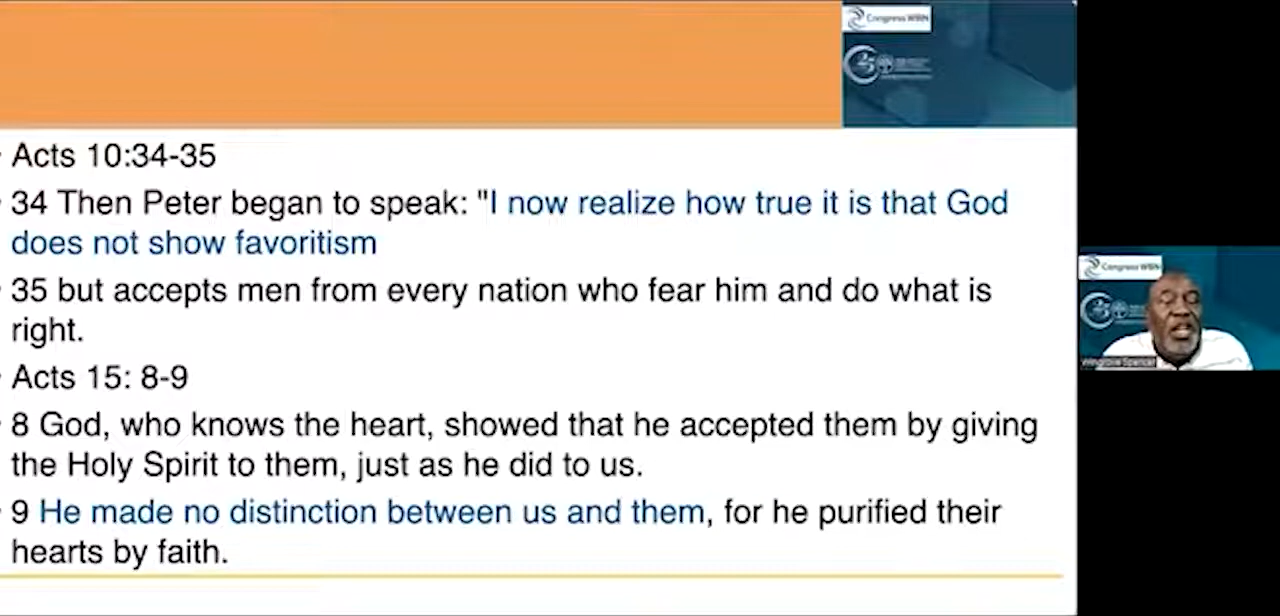 Congress WBN
25
Acts 10:34-35
34 Then Peter began to speak: "I now realize how true it is that God
does not show favoritism
35 but accepts men from every nation who fear him and do what is
right.
Acts 15: 8-9
8 God, who knows the heart, showed that he accepted them by giving
the Holy Spirit to them, just as he did to us.
9 He made no distinction between us and them, for he purified their
hearts by faith.
Congress WBN
25
Spencer